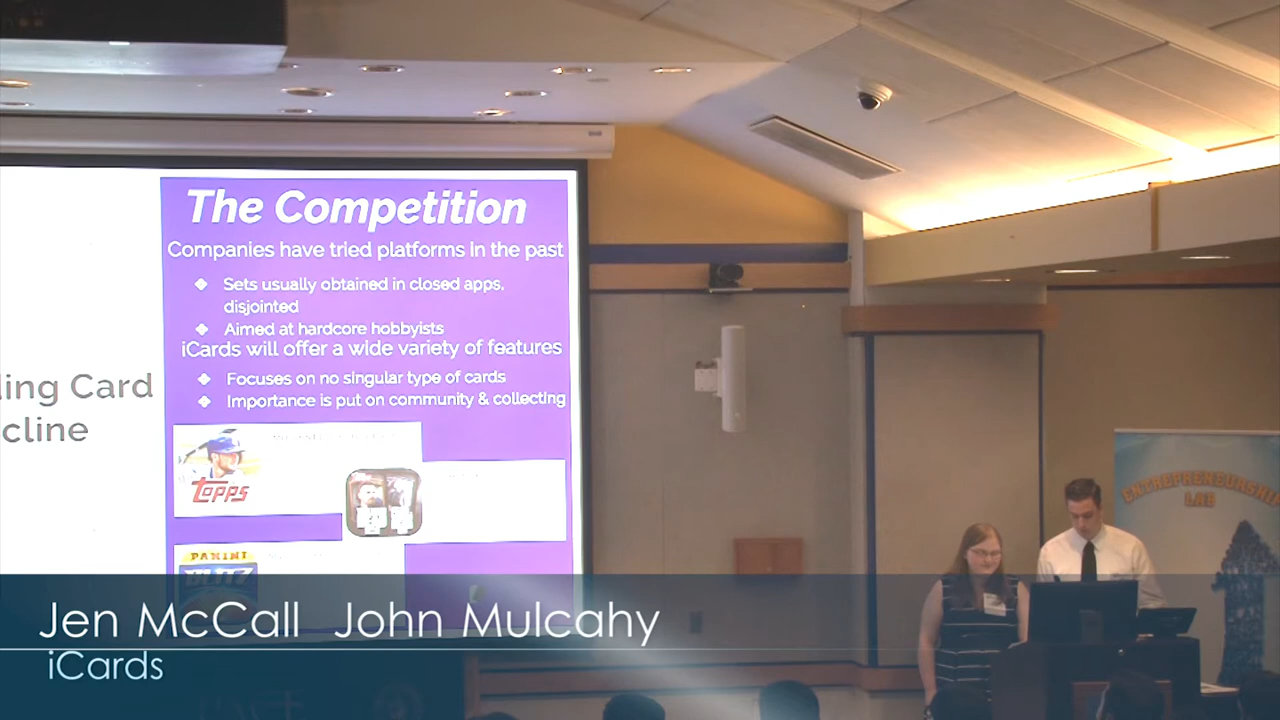 The Competition
Companies have tried platforms in the past
❖ Sets usually obtained in closed apps,
disjointed
❖ Aimed at hardcore hobbyists
iCards will offer a wide variety of features
❖ Focuses on no singular type of cards
❖ Importance is put on community & collecting
ing Card
cline
TOPPS
PANINI
BLITZ
ENTREPRENEURSHIP
LAB
Jen McCall John Mulcahy
iCards